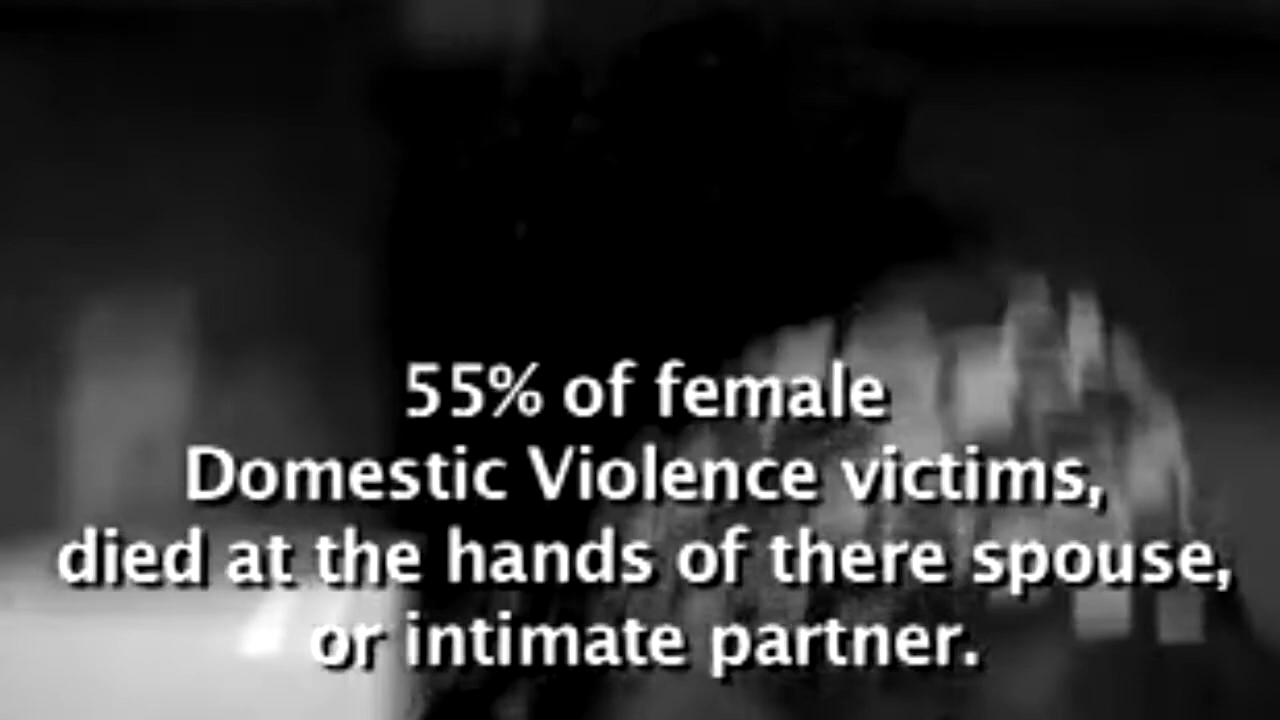 55% of female
Domestic Violence victims,
died at the hands of there spouse,
or intimate partner.